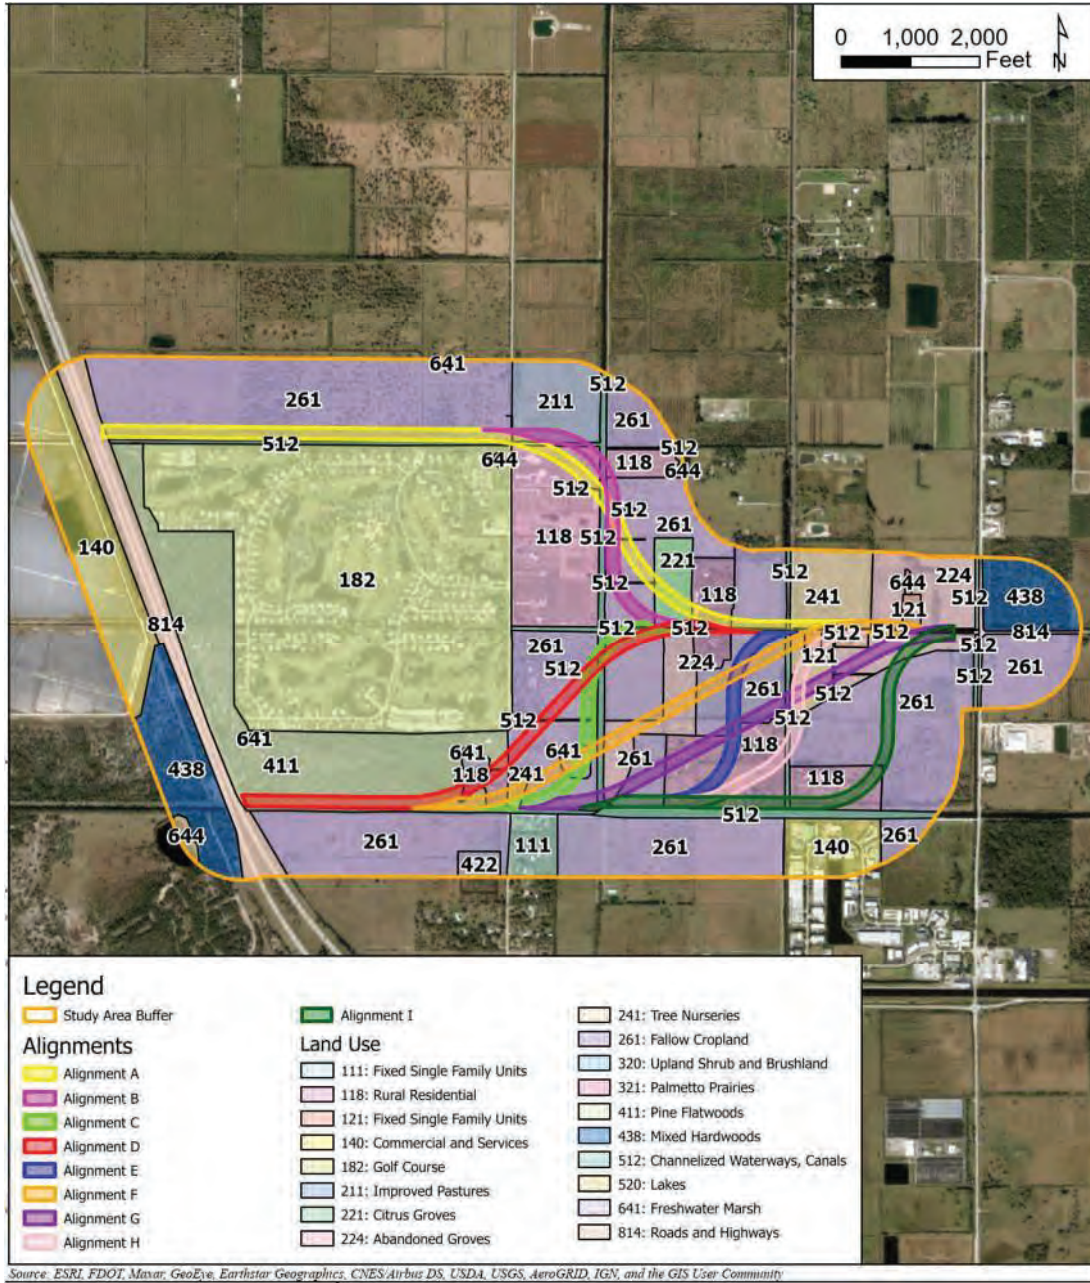 0 1,000 2,000
Feet
N
641
261
211
512
261
512
512
644
118
644
512
512
261
118
512
221
140
182
512
118
512
241
644
224
121
512
438
814
512
512
512
512
814
261
512
224
121
512
512
261
261
512
261
512
512
641
641
641
118
438
411
118
241
261
118
512
644
261
422
111
261
140
261
Legend
Study Area Buffer
Alignments
Alignment A
Alignment B
Alignment C
Alignment D
Alignment E
Alignment F
Alignment G
Alignment H
Alignment I
Land Use
111: Fixed Single Family Units
118: Rural Residential
121: Fixed Single Family Units
140: Commercial and Services
182: Golf Course
211: Improved Pastures
221: Citrus Groves
224: Abandoned Groves
241: Tree Nurseries
261: Fallow Cropland
320: Upland Shrub and Brushland
321: Palmetto Prairies
411: Pine Flatwoods
438: Mixed Hardwoods
512: Channelized Waterways, Canals
520: Lakes
641: Freshwater Marsh
814: Roads and Highways
Source: ESRI, FDOT, Maxar, GeoEye, Earthstar Geographics, CNES/Airbus DS, USDA, USGS, AeroGRID, IGN, and the GIS User Community